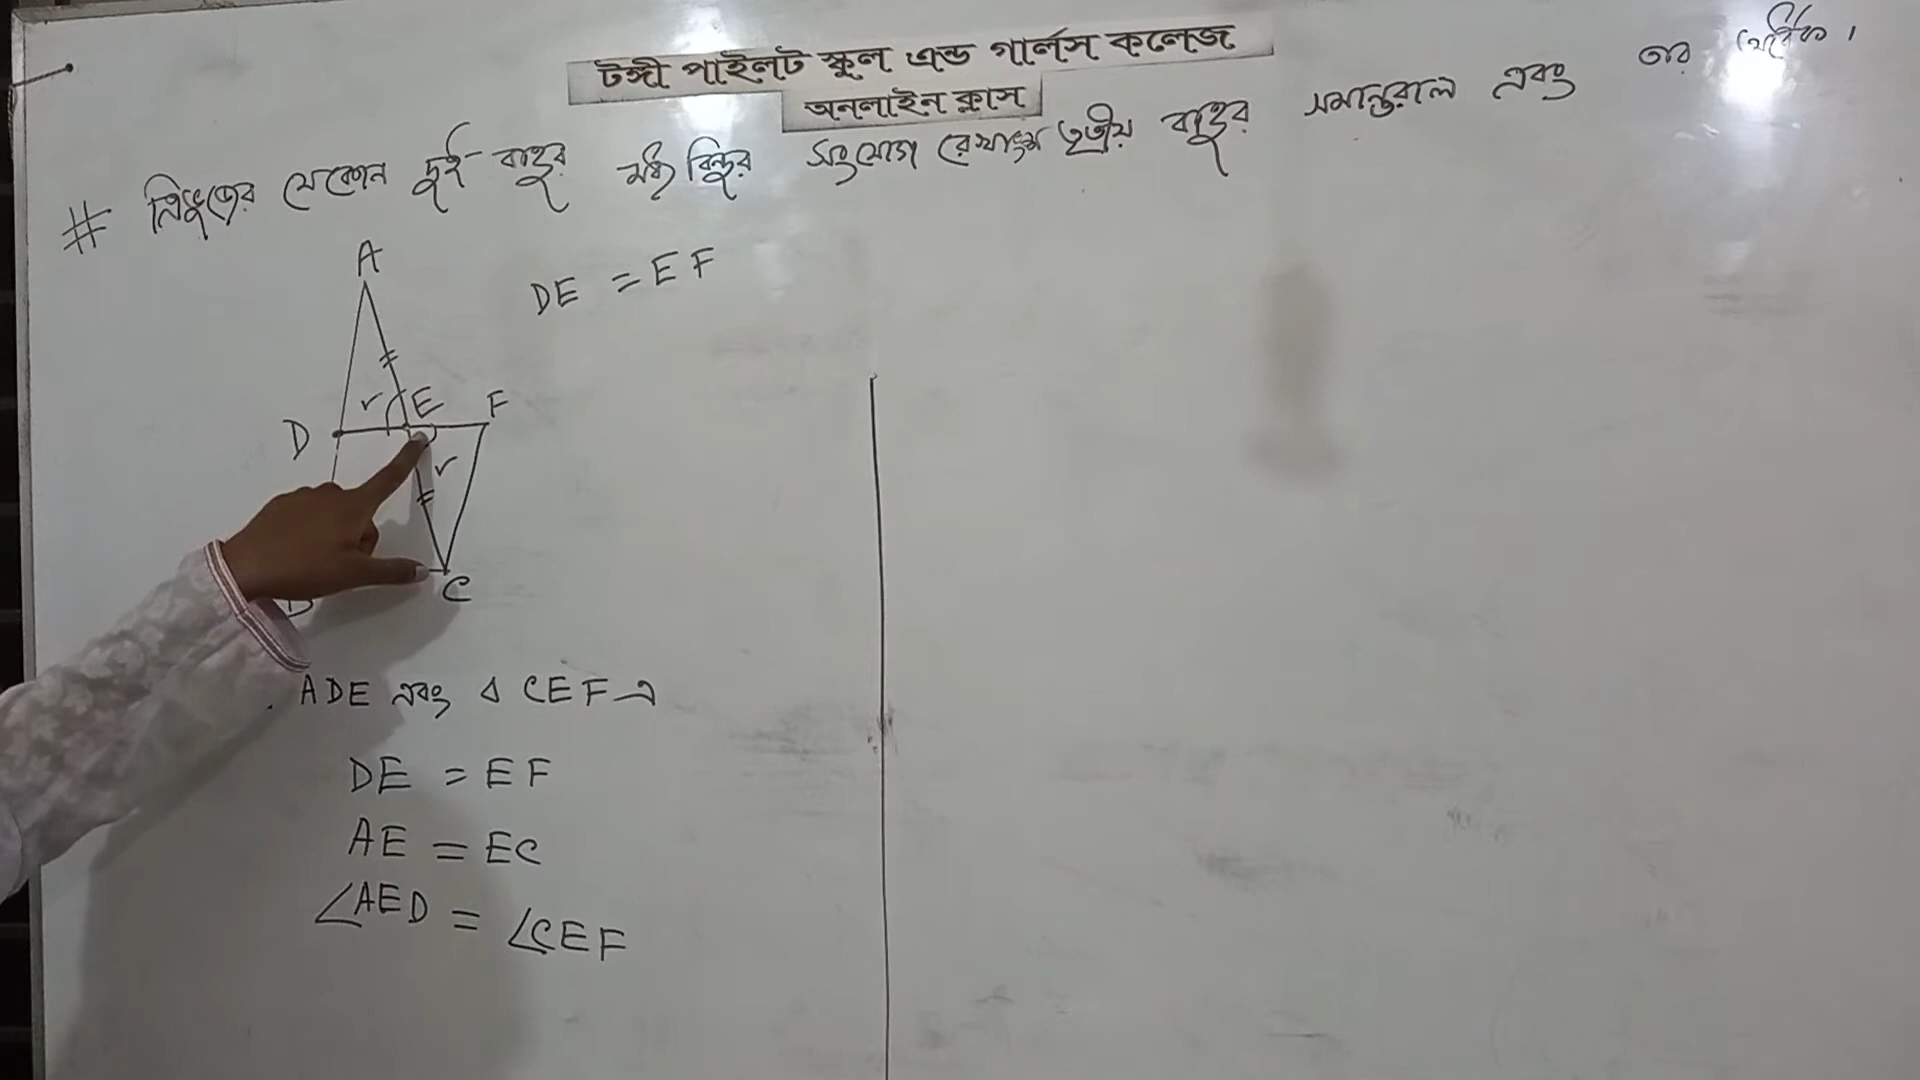 টঙ্গী পাইলট স্কুল এন্ড গার্লস কলেজ
অনলাইন ক্লাস
# ত্রিভুজের যেকোন দুই বাহুর মধ্যবিন্দুর সংযোগ রেখাংশ তৃতীয় বাহুর সমান্তরাল এবং তার অর্ধেক।
A
DE = EF
r E F
D
r
C
ADE এবং Δ CEF এ
DE = EF
AE = EC
∠AED = ∠CEF